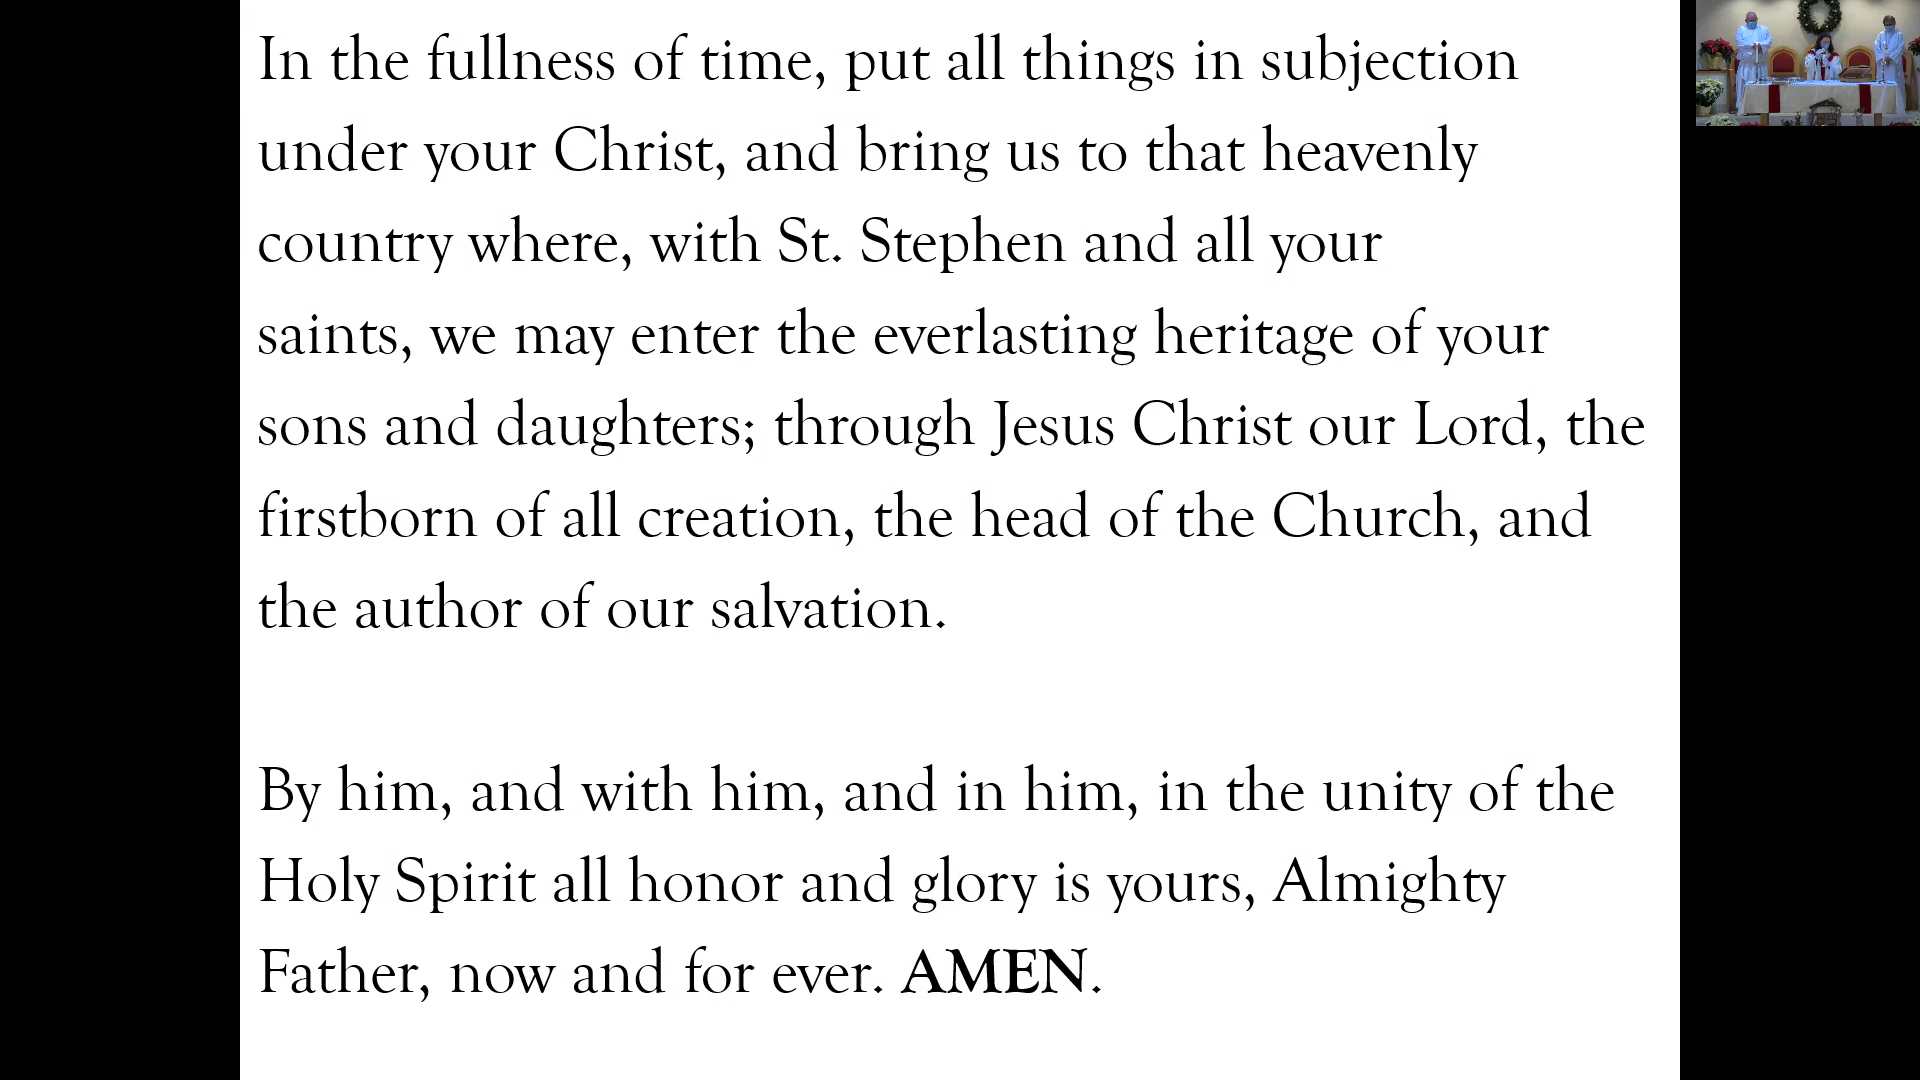 In the fullness of time, put all things in subjection
under your Christ, and bring us to that heavenly
country where, with St. Stephen and all your
saints, we may enter the everlasting heritage of your
sons and daughters; through Jesus Christ our Lord, the
firstborn of all creation, the head of the Church, and
the author of our salvation.
By him, and with him, and in him, in the unity of the
Holy Spirit all honor and glory is yours, Almighty
Father, now and for ever. AMEN.